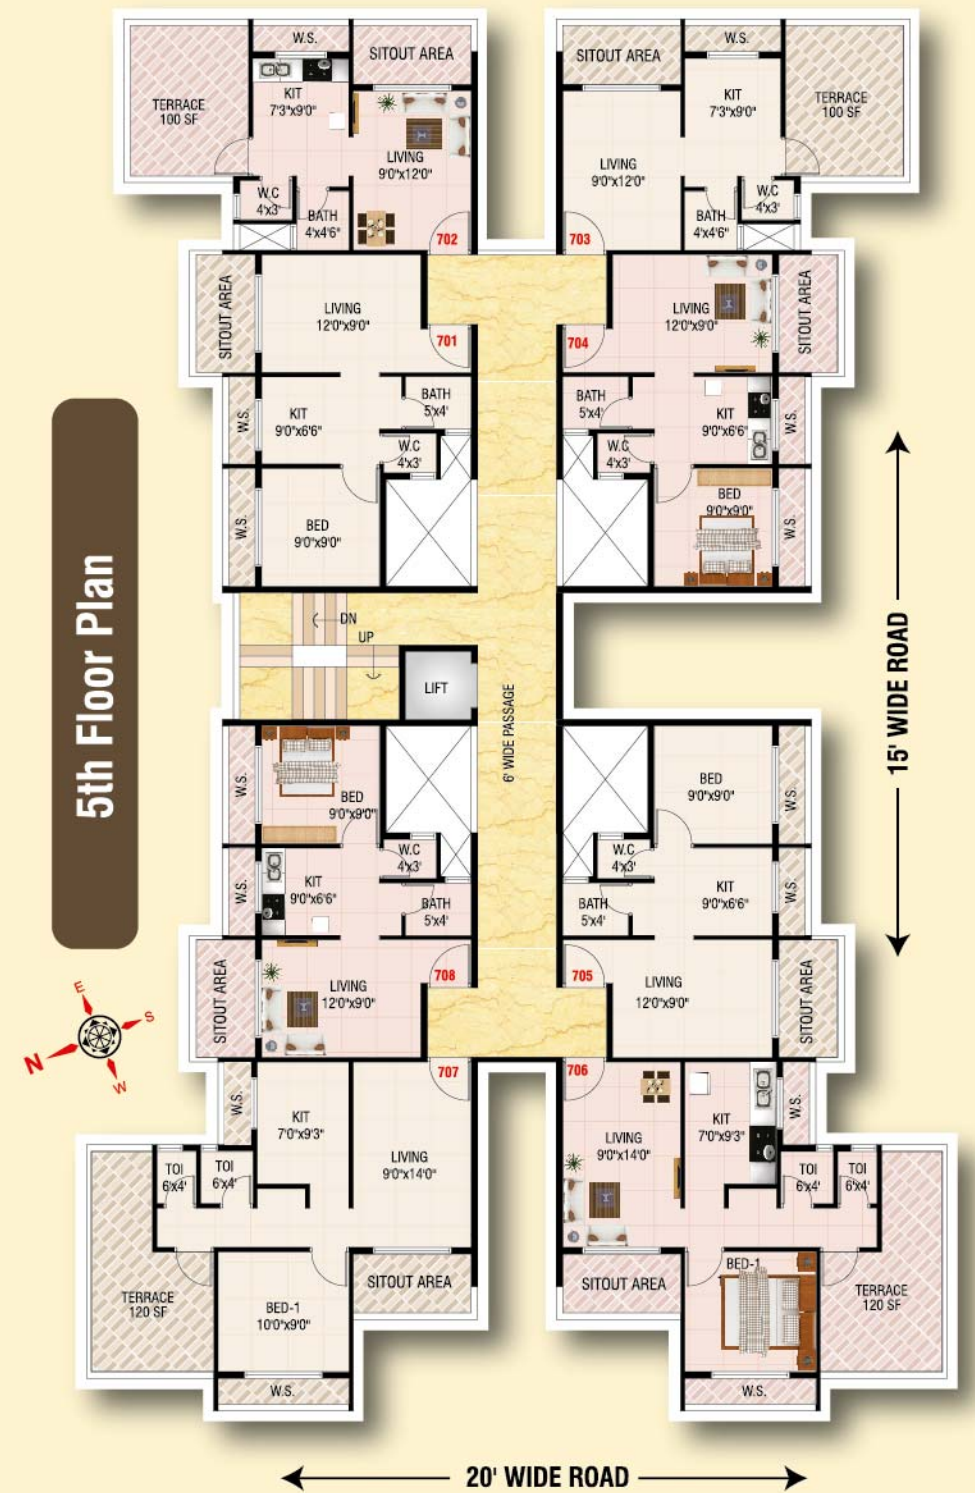 5th Floor Plan
W.S.
SITOUT AREA
TERRACE
100 SF
KIT
7'3"x9'0"
LIVING
9'0"x12'0"
W.C
4'x3'
BATH
4'x4'6"
702
SITOUT AREA
W.S.
KIT
7'3"x9'0"
TERRACE
100 SF
LIVING
9'0"x12'0"
W.C
4'x3'
BATH
4'x4'6"
703
SITOUT AREA
LIVING
12'0"x9'0"
701
W.S.
KIT
9'0"x6'6"
BATH
5'x4'
W.C
4'x3'
W.S.
BED
9'0"x9'0"
LIVING
12'0"x9'0"
SITOUT AREA
704
BATH
5'x4'
KIT
9'0"x6'6"
W.S.
W.C
4'x3'
BED
9'0"x9'0"
W.S.
DN
UP
LIFT
6' WIDE PASSAGE
15' WIDE ROAD
W.S.
BED
9'0"x9'0"
W.C
4'x3'
W.S.
KIT
9'0"x6'6"
BATH
5'x4'
SITOUT AREA
LIVING
12'0"x9'0"
708
BED
9'0"x9'0"
W.S.
W.C
4'x3'
KIT
9'0"x6'6"
W.S.
BATH
5'x4'
705
LIVING
12'0"x9'0"
SITOUT AREA
E
S
N
W
707
W.S.
KIT
7'0"x9'3"
LIVING
9'0"x14'0"
TOI
6'x4'
TOI
6'x4'
TERRACE
120 SF
BED-1
10'0"x9'0"
SITOUT AREA
W.S.
706
LIVING
9'0"x14'0"
KIT
7'0"x9'3"
W.S.
TOI
6'x4'
TOI
6'x4'
SITOUT AREA
BED-1
TERRACE
120 SF
W.S.
20' WIDE ROAD